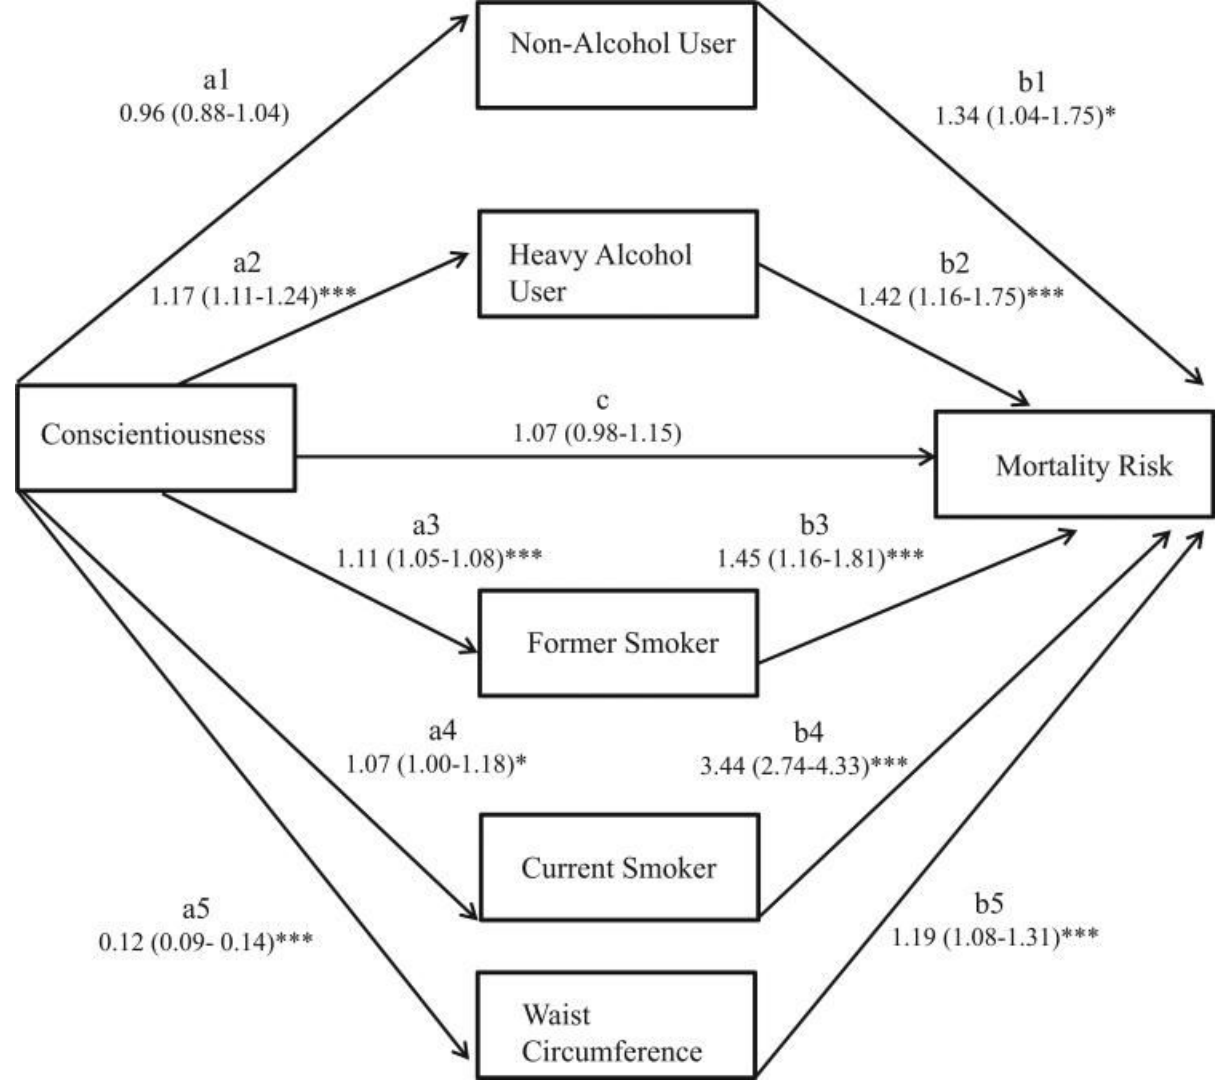 Non-Alcohol User
a1
0.96 (0.88-1.04)
b1
1.34 (1.04-1.75)*
Heavy Alcohol
User
a2
1.17 (1.11-1.24)***
b2
1.42 (1.16-1.75)***
Conscientiousness
c
1.07 (0.98-1.15)
Mortality Risk
a3
1.11 (1.05-1.08)***
b3
1.45 (1.16-1.81)***
Former Smoker
a4
1.07 (1.00-1.18)*
b4
3.44 (2.74-4.33)***
Current Smoker
a5
0.12 (0.09- 0.14)***
b5
1.19 (1.08-1.31)***
Waist
Circumference